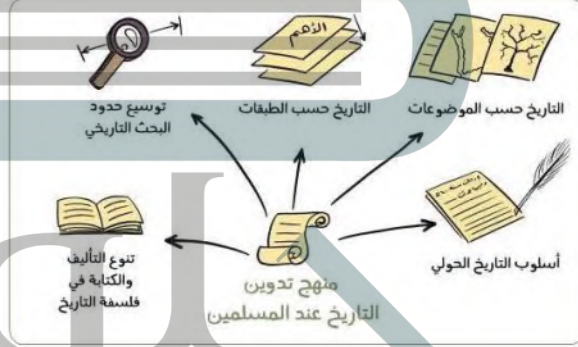 توسيع حدود
البحث التاريخي
الأهم
التاريخ حسب الطبقات
التاريخ حسب الموضوعات
تنوع التأليف
والكتابة في
فلسفة التاريخ
منهج تدوين
التاريخ عند المسلمين
أسلوب التاريخ الحولي